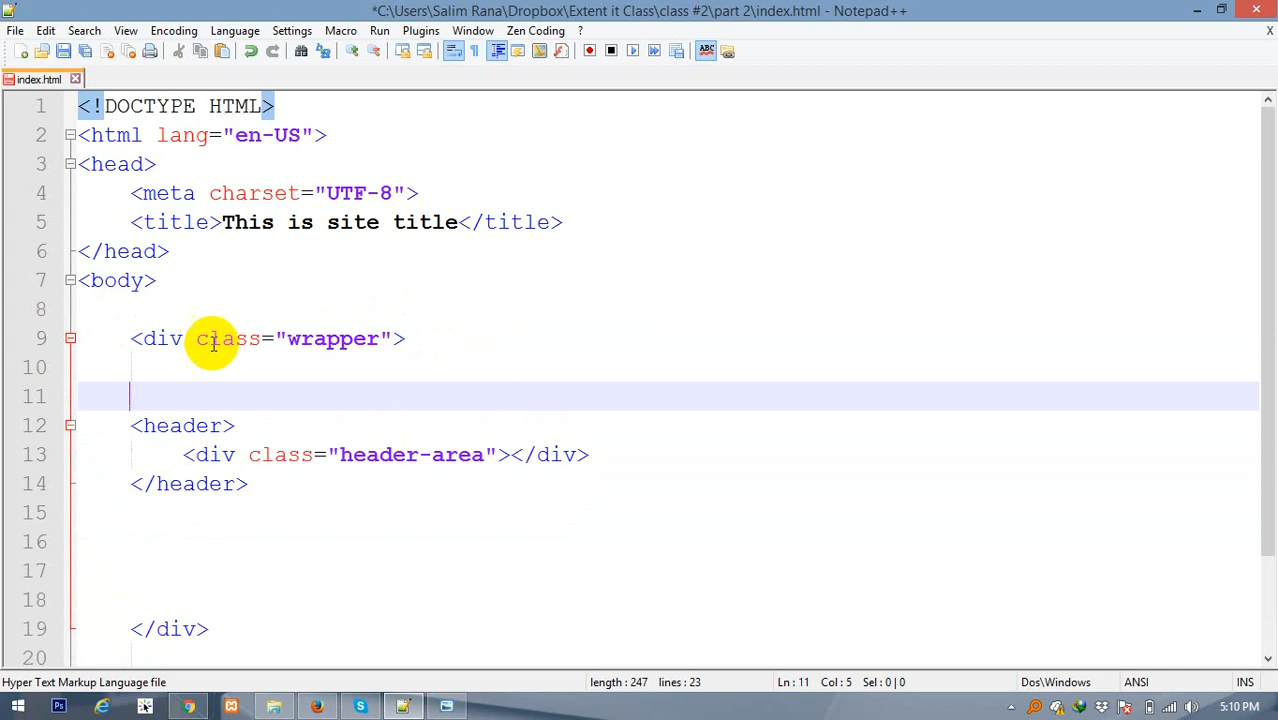 *C:\Users\Salim Rana\Dropbox\Extent it Class\class #2\part 2\index.html - Notepad++
File Edit Search View Encoding Language Settings Macro Run Plugins Window Zen Coding ? X
ABC
index.html
1 <!DOCTYPE HTML>
2 <html lang="en-US">
3 <head>
4 <meta charset="UTF-8">
5 <title>This is site title</title>
6 </head>
7 <body>
8
9 <div class="wrapper">
10
11
12 <header>
13 <div class="header-area"></div>
14 </header>
15
16
17
18
19 </div>
20
Hyper Text Markup Language file length : 247 lines : 23 Ln : 11 Col : 5 Sel : 0 | 0 Dos\Windows ANSI INS
Ps 5:10 PM